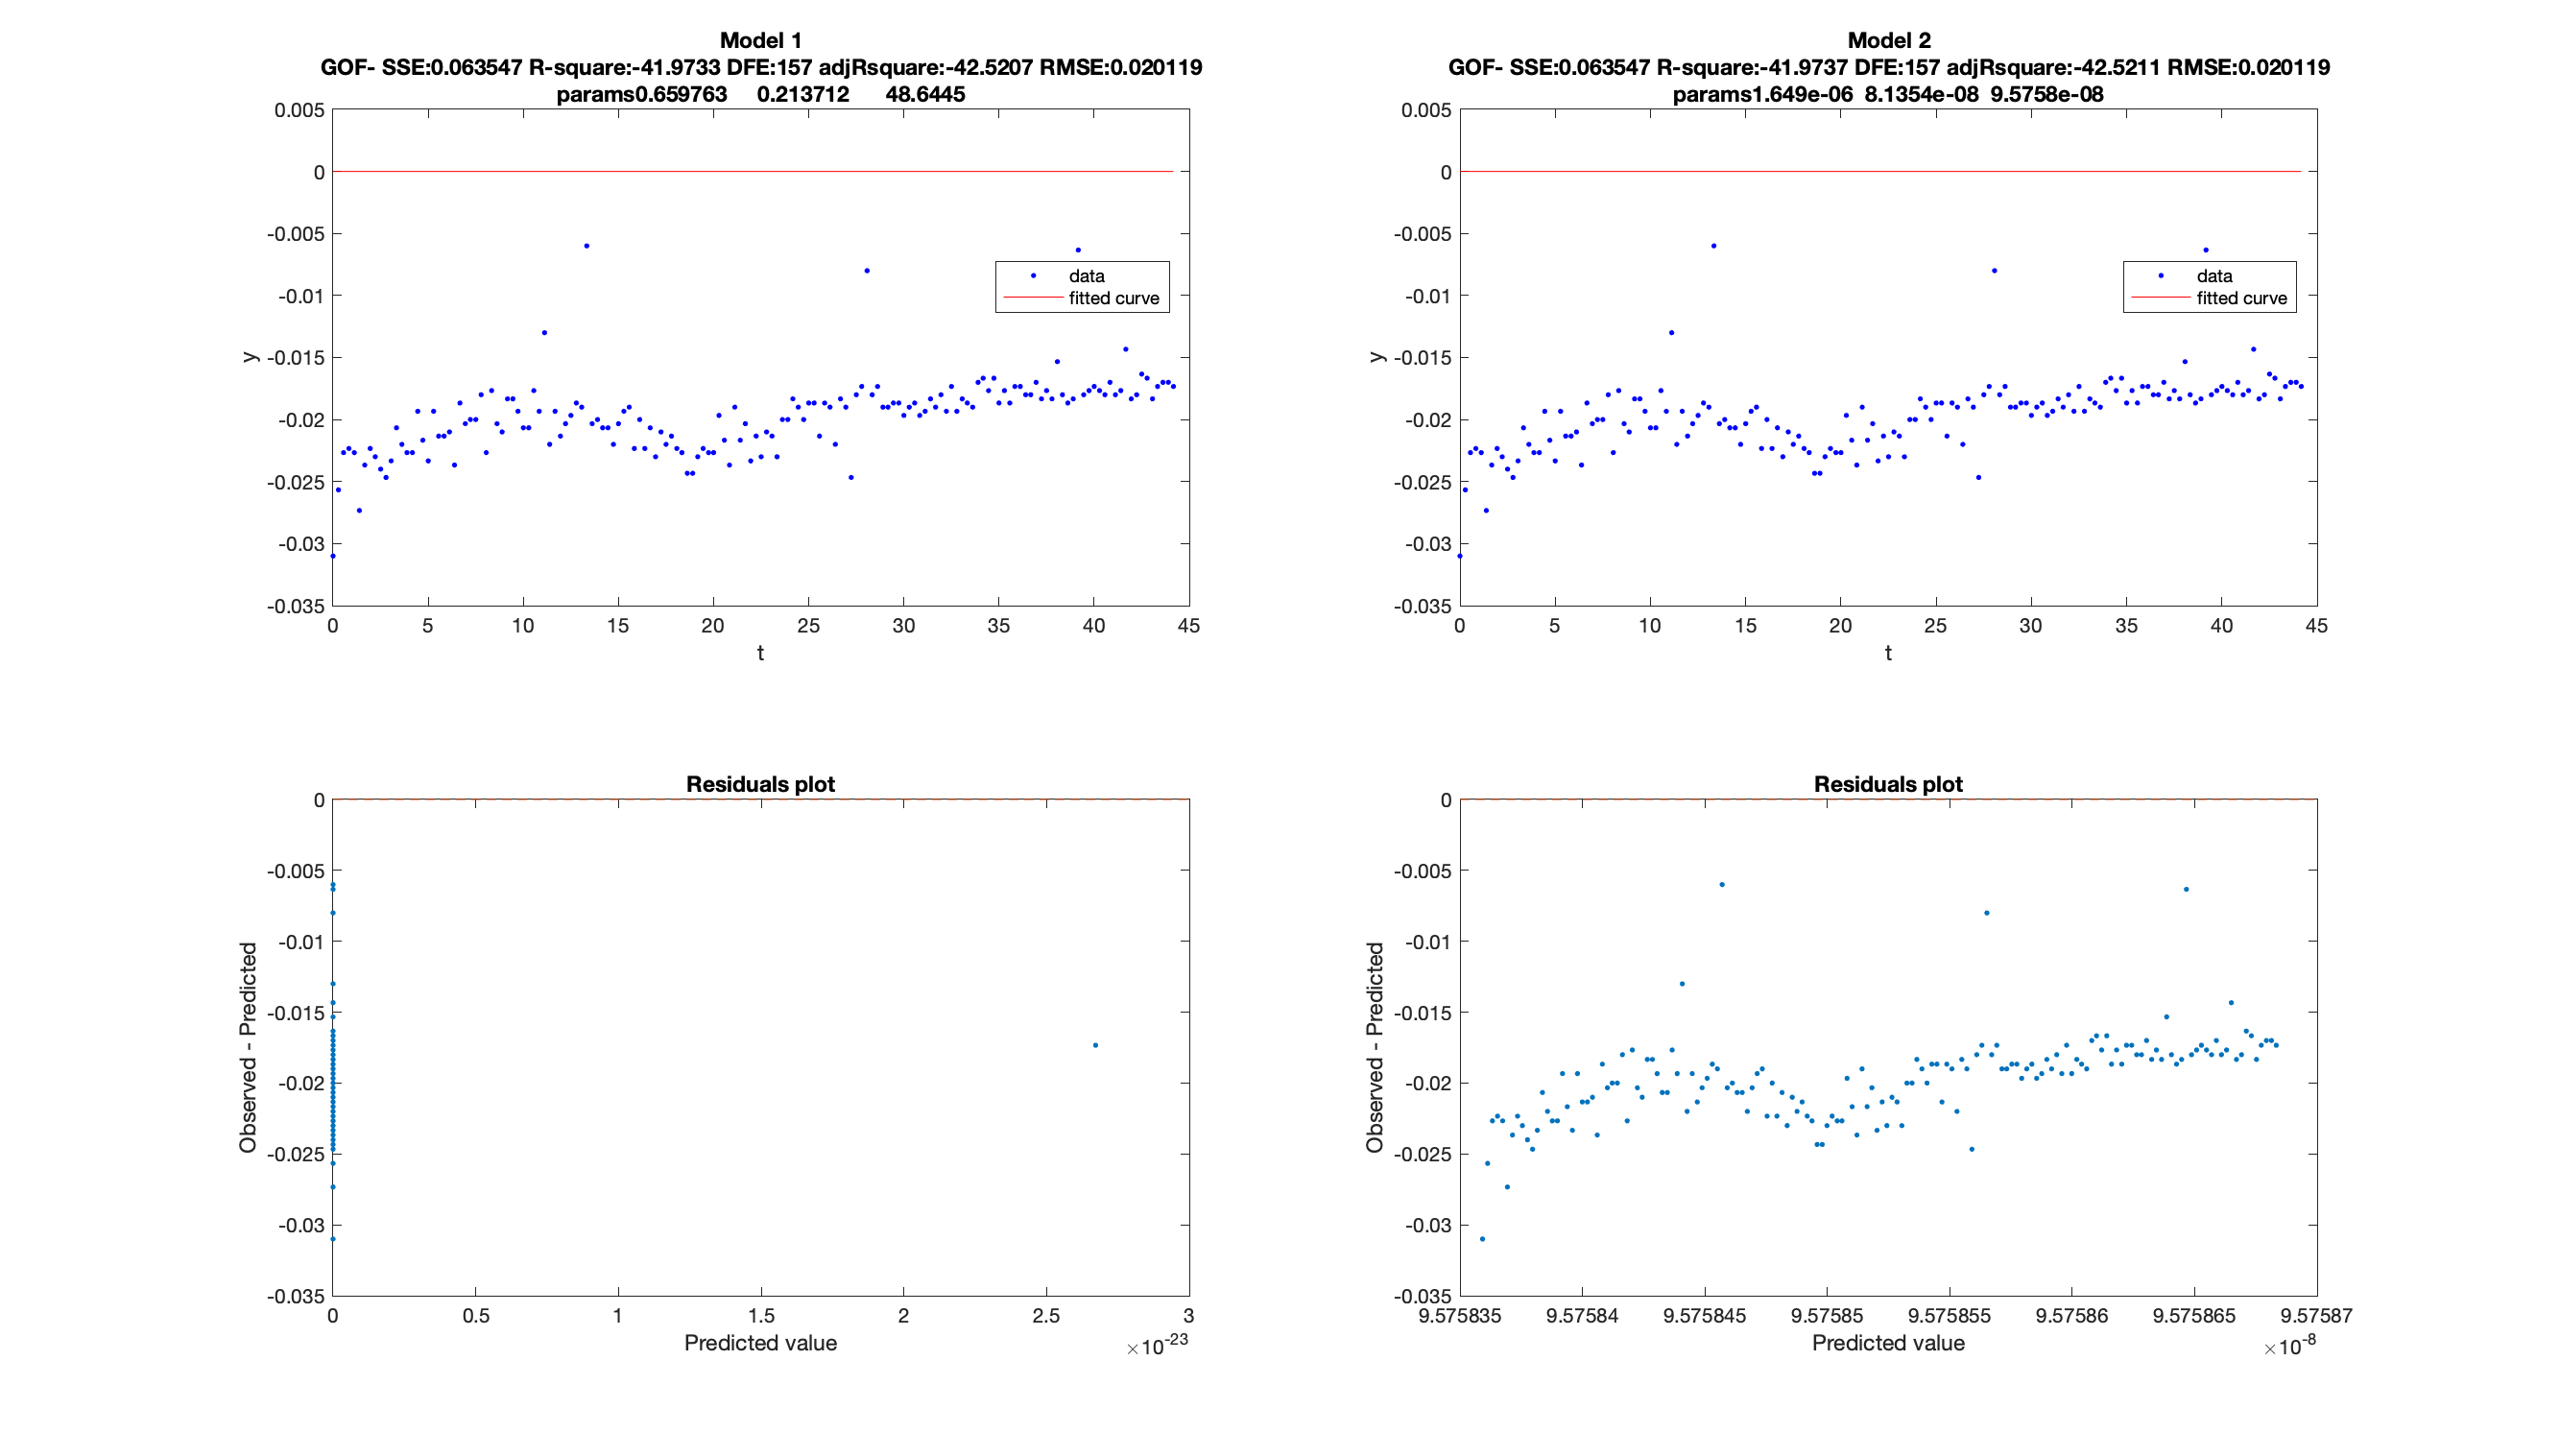 Model 1
GOF- SSE:0.063547 R-square:-41.9733 DFE:157 adjRsquare:-42.5207 RMSE:0.020119
params0.659763 0.213712 48.6445
0.005
0
-0.005
-0.01
-0.015
-0.02
-0.025
-0.03
-0.035
y
data
fitted curve
0 5 10 15 20 25 30 35 40 45
t
Model 2
GOF- SSE:0.063547 R-square:-41.9737 DFE:157 adjRsquare:-42.5211 RMSE:0.020119
params1.649e-06 8.1354e-08 9.5758e-08
0.005
0
-0.005
-0.01
-0.015
-0.02
-0.025
-0.03
-0.035
y
data
fitted curve
0 5 10 15 20 25 30 35 40 45
t
Residuals plot
0
-0.005
-0.01
-0.015
-0.02
-0.025
-0.03
-0.035
Observed - Predicted
0 0.5 1 1.5 2 2.5 3
Predicted value
×10-23
Residuals plot
0
-0.005
-0.01
-0.015
-0.02
-0.025
-0.03
-0.035
Observed - Predicted
9.575835 9.57584 9.575845 9.57585 9.575855 9.57586 9.575865 9.57587
Predicted value
×10-8